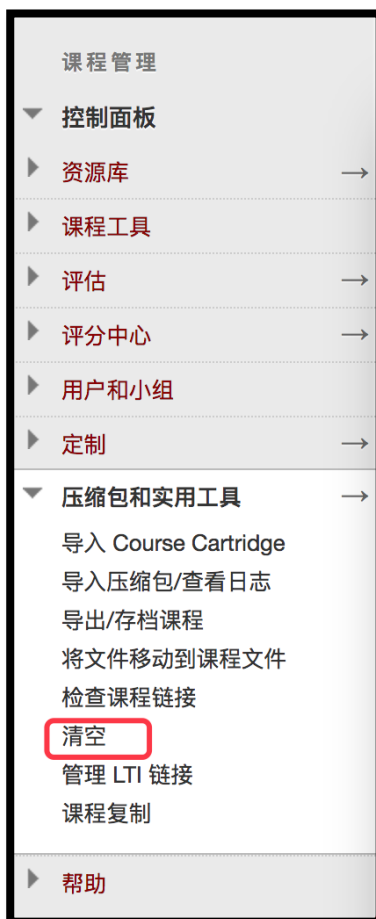 课程管理
控制面板
资源库
课程工具
评估
评分中心
用户和小组
定制
压缩包和实用工具
导入 Course Cartridge
导入压缩包/查看日志
导出/存档课程
将文件移动到课程文件
检查课程链接
清空
管理 LTI 链接
课程复制
帮助